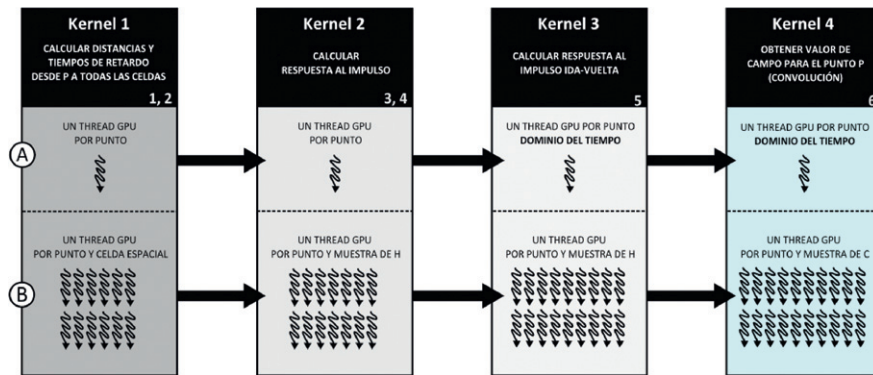 Kernel 1
CALCULAR DISTANCIAS Y
TIEMPOS DE RETARDO
DESDE P A TODAS LAS CELDAS
1, 2
Kernel 2
CALCULAR
RESPUESTA AL IMPULSO
3, 4
Kernel 3
CALCULAR RESPUESTA AL
IMPULSO IDA-VUELTA
5
Kernel 4
OBTENER VALOR DE
CAMPO PARA EL PUNTO P
(CONVOLUCIÓN)
6
A
UN THREAD GPU
POR PUNTO
UN THREAD GPU
POR PUNTO
UN THREAD GPU POR PUNTO
DOMINIO DEL TIEMPO
UN THREAD GPU POR PUNTO
DOMINIO DEL TIEMPO
B
UN THREAD GPU
POR PUNTO Y CELDA ESPACIAL
UN THREAD GPU
POR PUNTO Y MUESTRA DE H
UN THREAD GPU
POR PUNTO Y MUESTRA DE H
UN THREAD GPU
POR PUNTO Y MUESTRA DE C